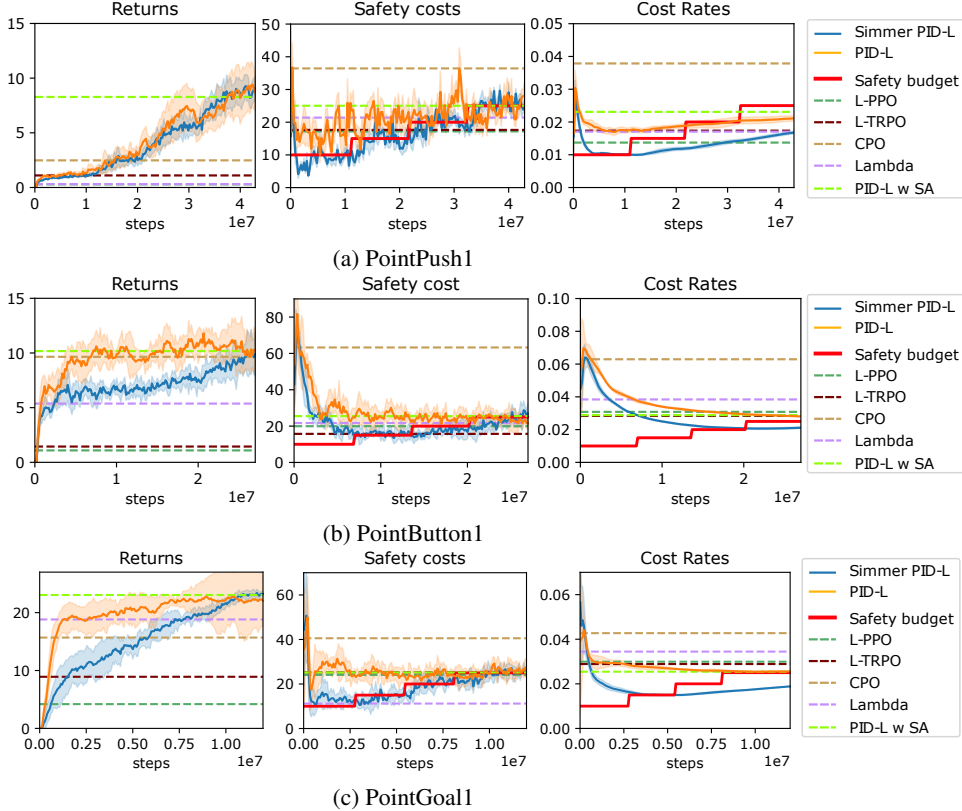 Returns
Safety costs
Cost Rates
15
10
5
0
0 1 2 3 4
1e7
steps
50
40
30
20
10
0
0 1 2 3 4
1e7
steps
0.05
0.04
0.03
0.02
0.01
0.00
0 1 2 3 4
1e7
steps
Simmer PID-L
PID-L
Safety budget
L-PPO
L-TRPO
CPO
Lambda
PID-L w SA
(a) PointPush1
Returns
Safety cost
Cost Rates
15
10
5
0
0 1 2
1e7
steps
80
60
40
20
0
0 1 2
1e7
steps
0.10
0.08
0.06
0.04
0.02
0.00
0 1 2
1e7
steps
Simmer PID-L
PID-L
Safety budget
L-PPO
L-TRPO
CPO
Lambda
PID-L w SA
(b) PointButton1
Returns
Safety costs
Cost Rates
20
10
0
0.00 0.25 0.50 0.75 1.00
1e7
steps
60
40
20
0
0.00 0.25 0.50 0.75 1.00
1e7
steps
0.06
0.04
0.02
0.00
0.00 0.25 0.50 0.75 1.00
1e7
steps
Simmer PID-L
PID-L
Safety budget
L-PPO
L-TRPO
CPO
Lambda
PID-L w SA
(c) PointGoal1